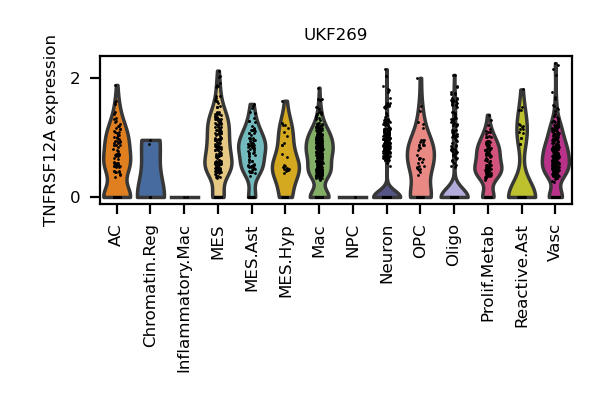 UKF269
TNFRSF12A expression
2
0
AC
Chromatin.Reg
Inflammatory.Mac
MES
MES.Ast
MES.Hyp
Mac
NPC
Neuron
OPC
Oligo
Prolif.Metab
Reactive.Ast
Vasc